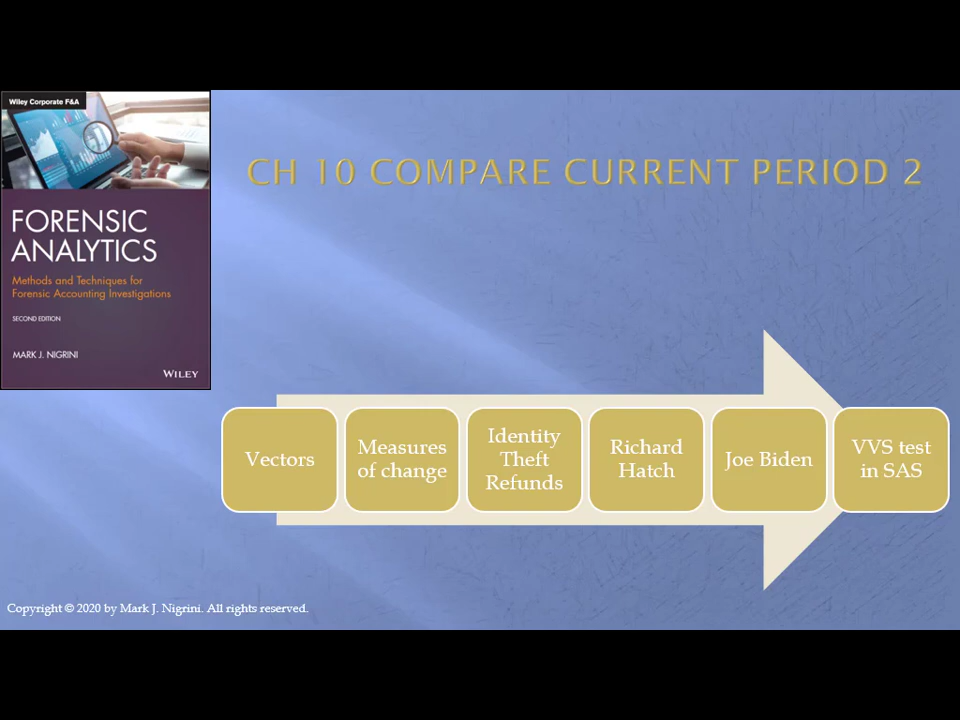 Wiley Corporate F&A
FORENSIC
ANALYTICS
Methods and Techniques for
Forensic Accounting Investigations
SECOND EDITION
MARK J. NIGRINI
WILEY
CH 10 COMPARE CURRENT PERIOD 2
Vectors
Measures
of change
Identity
Theft
Refunds
Richard
Hatch
Joe Biden
VVS test
in SAS
Copyright © 2020 by Mark J. Nigrini. All rights reserved.